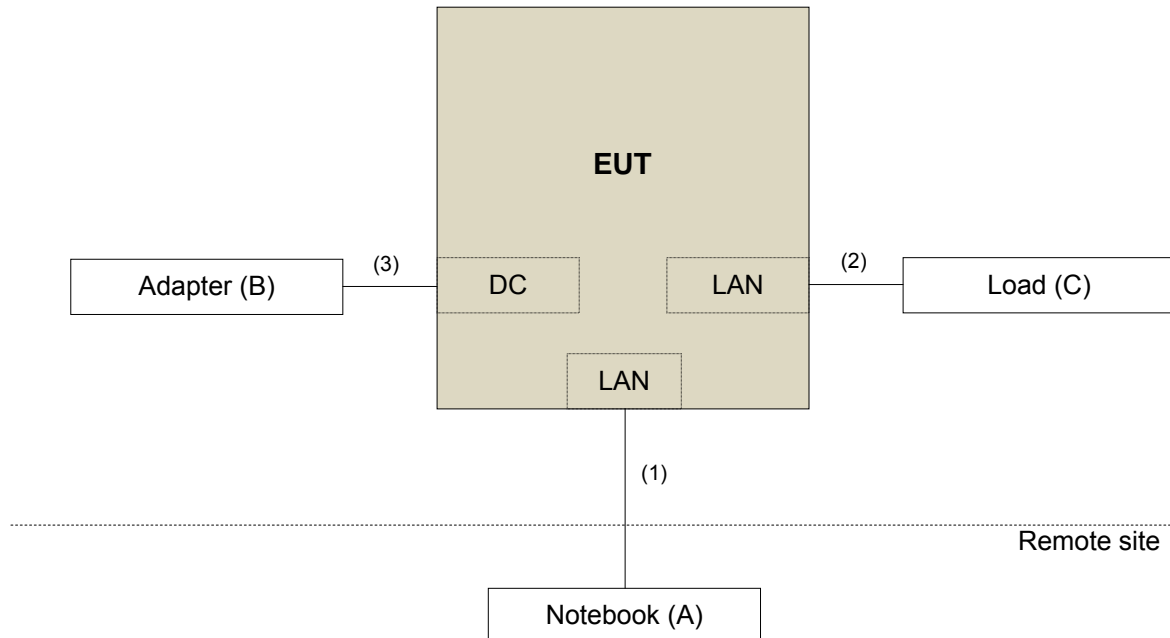 EUT
(3)
(2)
Adapter (B)
DC
LAN
Load (C)
LAN
(1)
Remote site
Notebook (A)